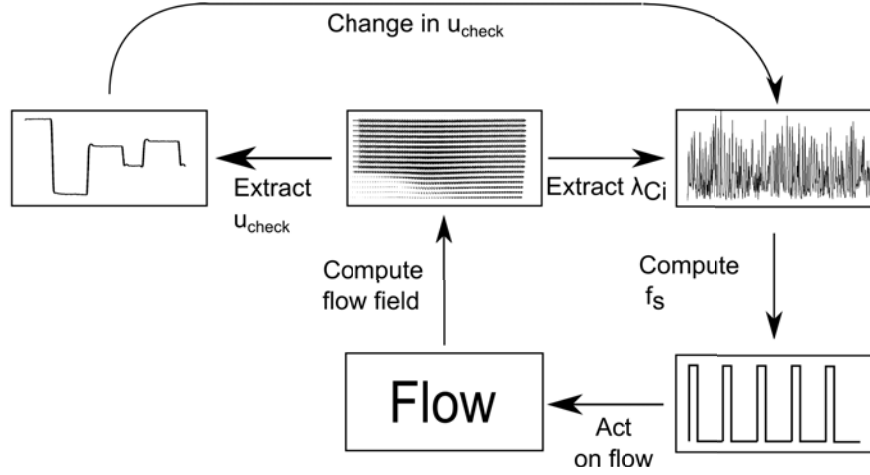 Change in u_check
Extract
u_check
Extract λ_Ci
Compute
flow field
Compute
f_s
Flow
Act
on flow